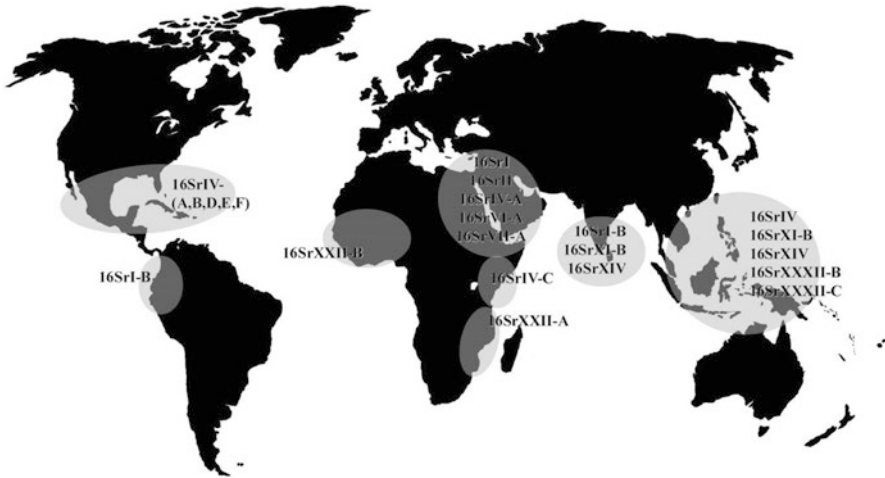 16SrIV-
(A,B,D,E,F)
16SrI-B
16SrXXII-B
16SrI
16SrII
16SrIV-A
16SrVI-A
16SrVII-A
16SrIV-C
16SrXXII-A
16SrI-B
16SrXI-B
16SrXIV
16SrIV
16SrXI-B
16SrXIV
16SrXXXII-B
16SrXXXII-C